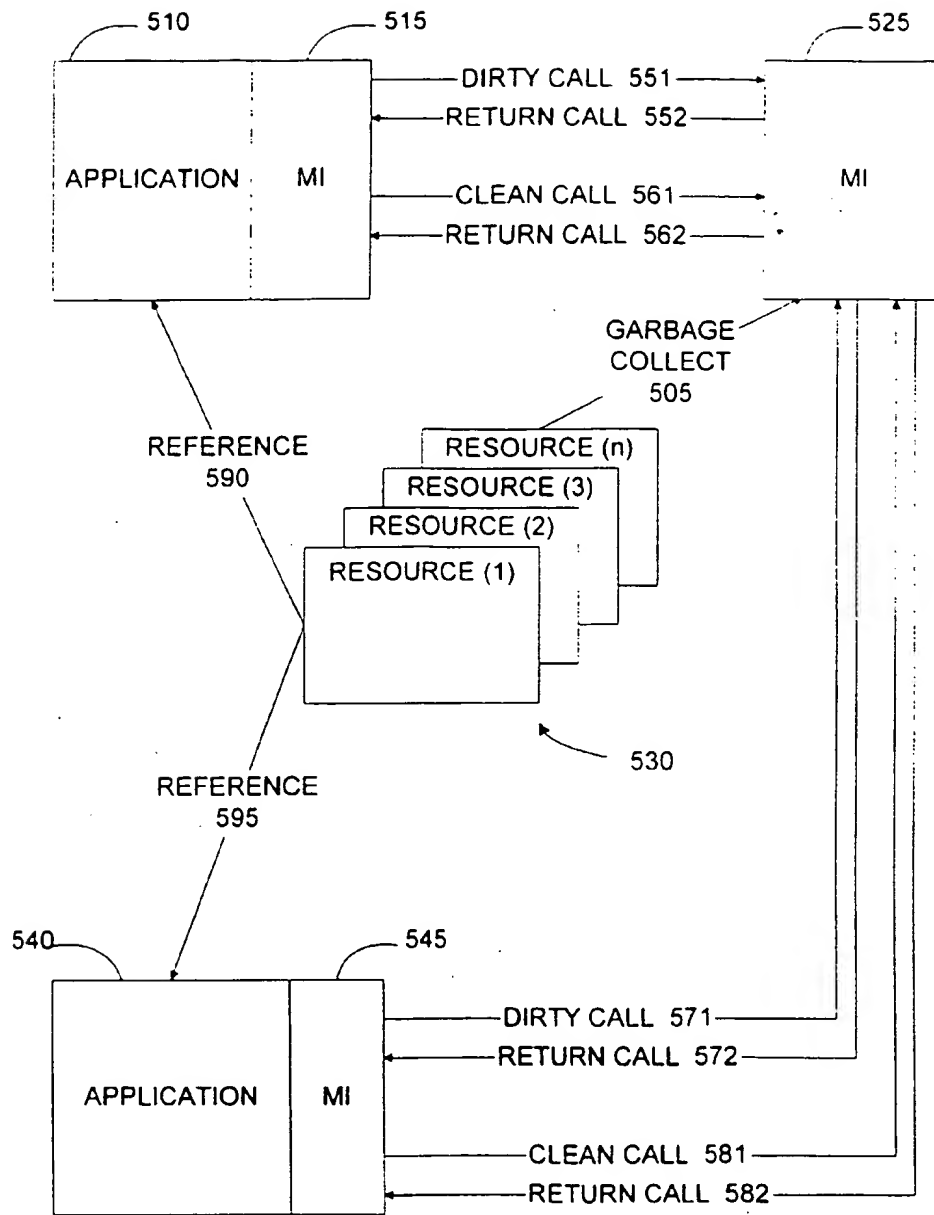 510
515
525
DIRTY CALL 551
RETURN CALL 552
APPLICATION
MI
MI
CLEAN CALL 561
RETURN CALL 562
GARBAGE
COLLECT
505
REFERENCE
590
RESOURCE (n)
RESOURCE (3)
RESOURCE (2)
RESOURCE (1)
530
REFERENCE
595
540
545
DIRTY CALL 571
RETURN CALL 572
APPLICATION
MI
CLEAN CALL 581
RETURN CALL 582